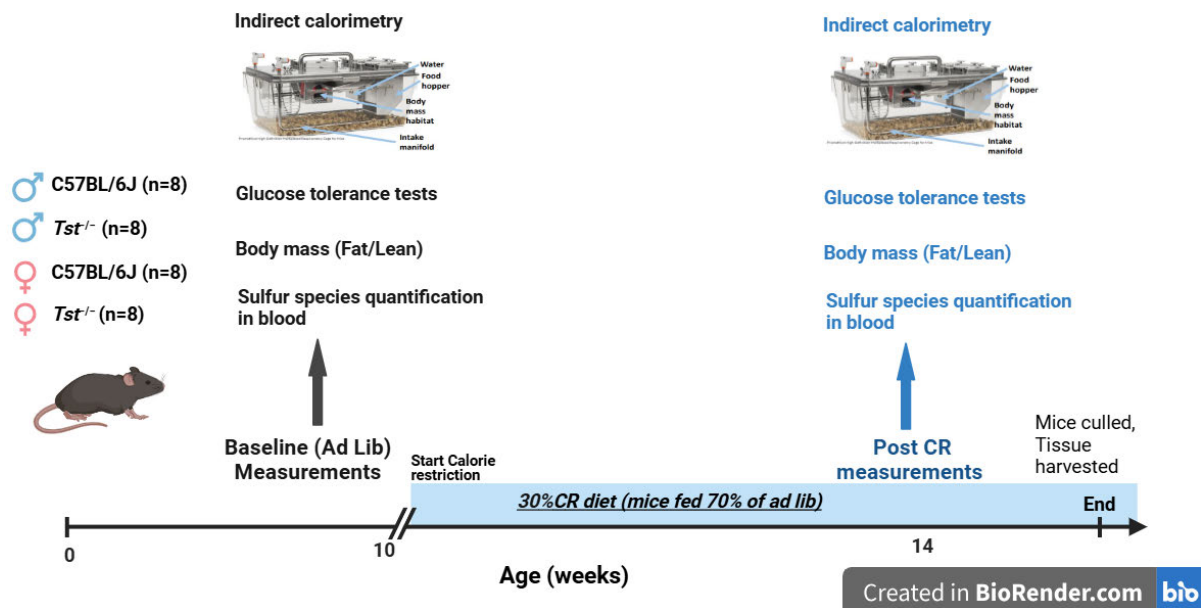 Indirect calorimetry
Water
Food
hopper
Body
mass
habitat
Intake
manifold
Indirect calorimetry
Water
Food
hopper
Body
mass
habitat
Intake
manifold
♂ C57BL/6J (n=8)
♂ Tst⁻/⁻ (n=8)
♀ C57BL/6J (n=8)
♀ Tst⁻/⁻ (n=8)
Glucose tolerance tests
Body mass (Fat/Lean)
Sulfur species quantification
in blood
Glucose tolerance tests
Body mass (Fat/Lean)
Sulfur species quantification
in blood
Baseline (Ad Lib)
Measurements
Start Calorie
restriction
Post CR
measurements
Mice culled,
Tissue
harvested
30%CR diet (mice fed 70% of ad lib)
End
0
10
14
Age (weeks)
Created in BioRender.com bio